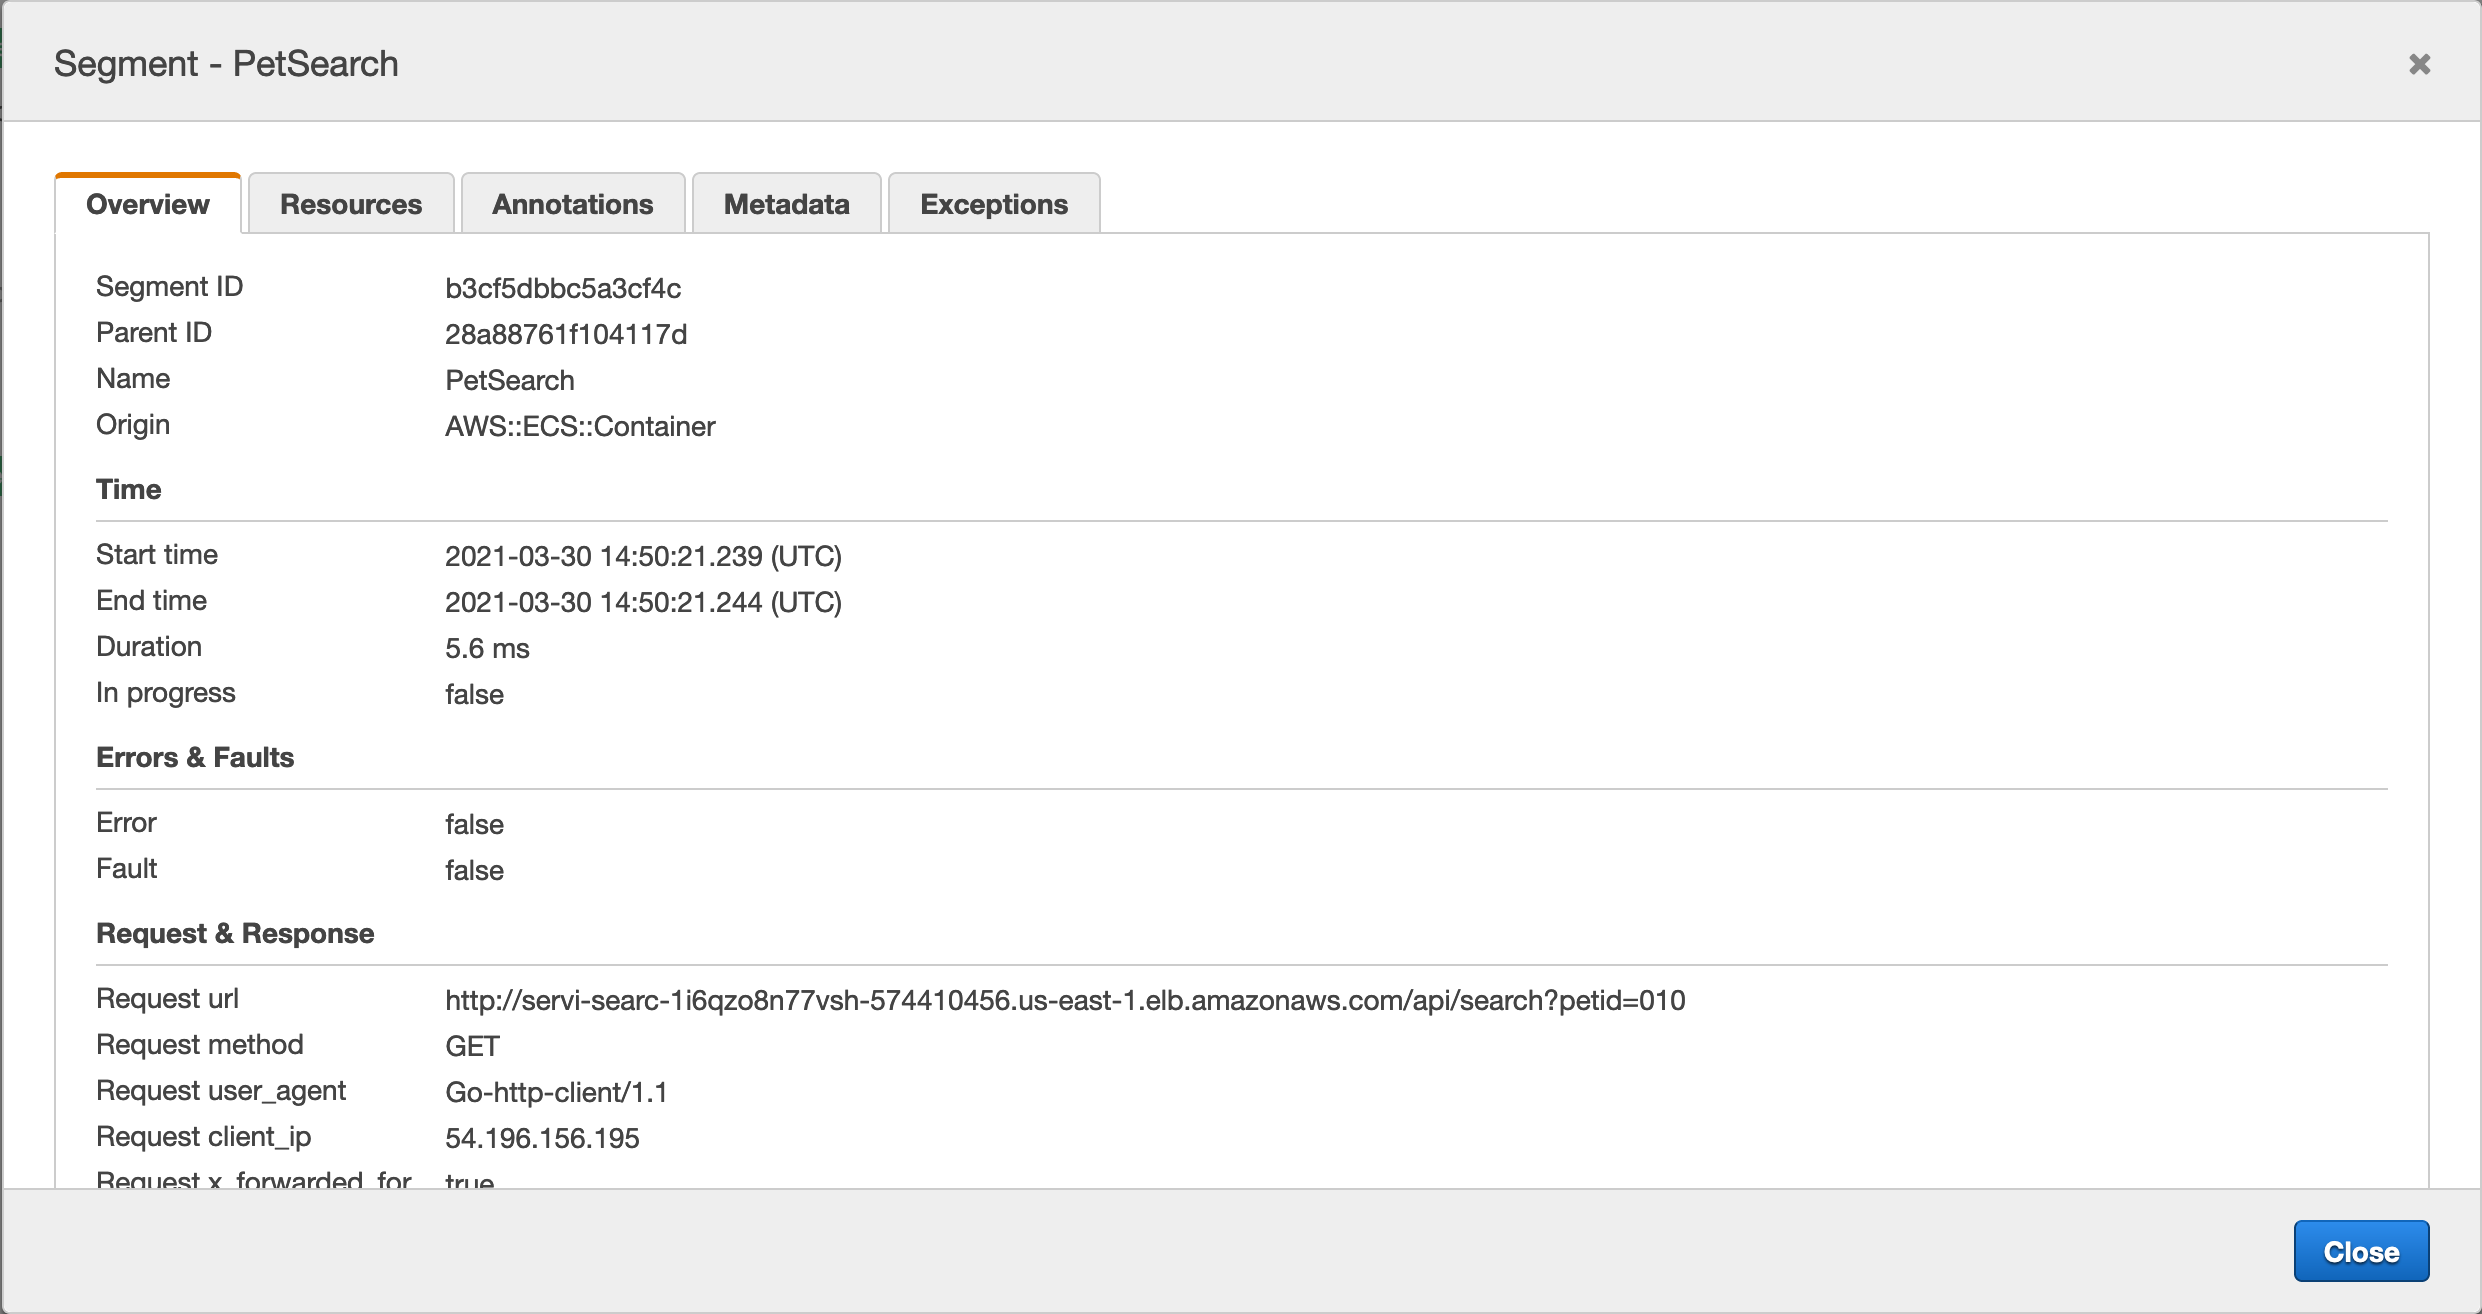 Segment - PetSearch
Overview Resources Annotations Metadata Exceptions
Segment ID b3cf5dbbc5a3cf4c
Parent ID 28a88761f104117d
Name PetSearch
Origin AWS::ECS::Container
Time
Start time 2021-03-30 14:50:21.239 (UTC)
End time 2021-03-30 14:50:21.244 (UTC)
Duration 5.6 ms
In progress false
Errors & Faults
Error false
Fault false
Request & Response
Request url http://servi-searc-1i6qzo8n77vsh-574410456.us-east-1.elb.amazonaws.com/api/search?petid=010
Request method GET
Request user_agent Go-http-client/1.1
Request client_ip 54.196.156.195
Request x_forwarded_for true
Close